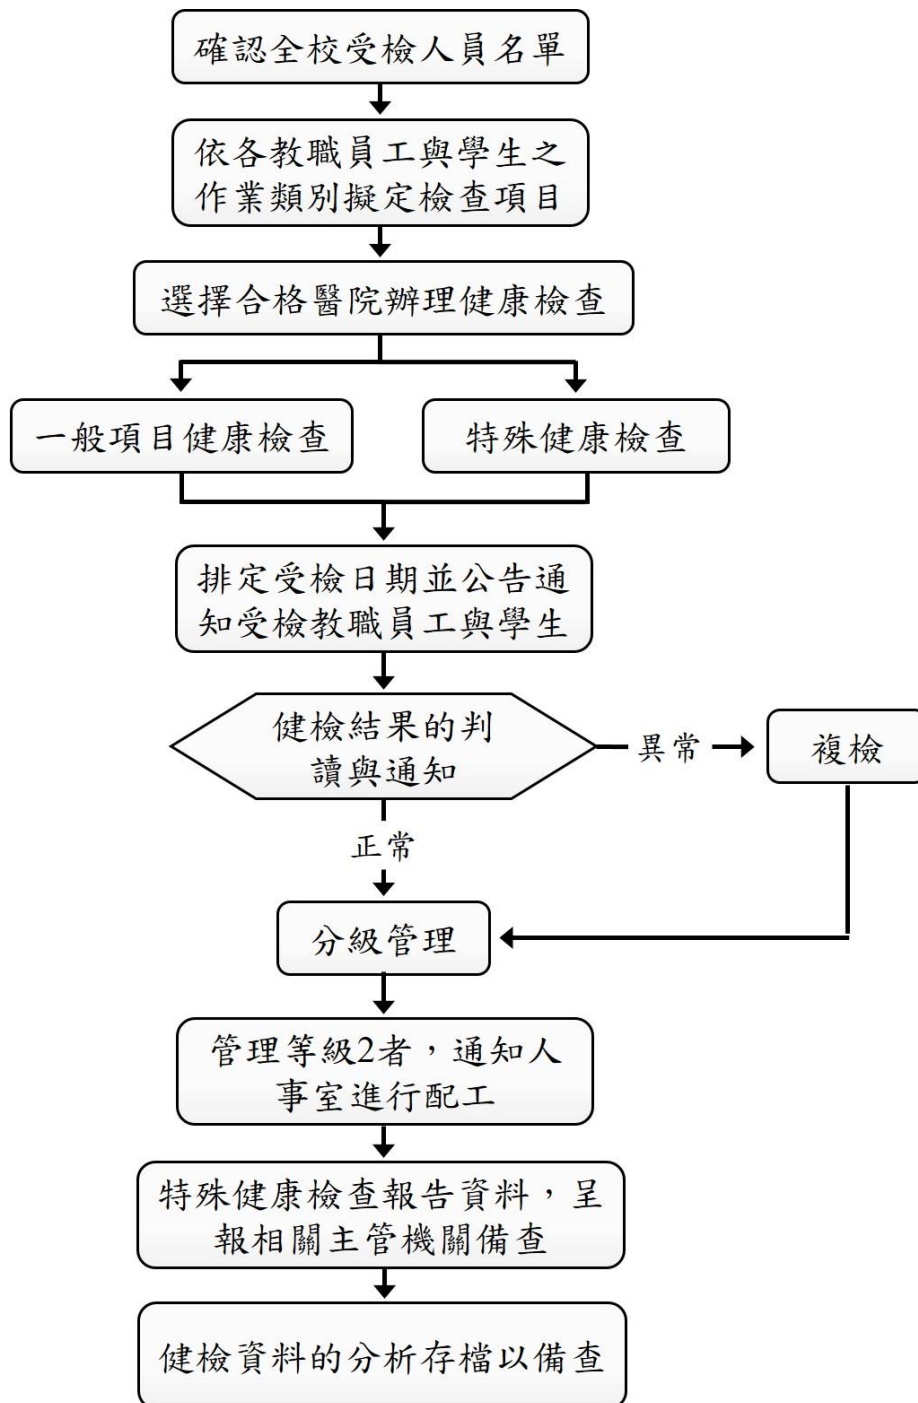 確認全校受檢人員名單
依各教職員工與學生之
作業類別擬定檢查項目
選擇合格醫院辦理健康檢查
一般項目健康檢查
特殊健康檢查
排定受檢日期並公告通
知受檢教職員工與學生
健檢結果的判
讀與通知
異常
複檢
正常
分級管理
管理等級2者，通知人
事室進行配工
特殊健康檢查報告資料，呈
報相關主管機關備查
健檢資料的分析存檔以備查